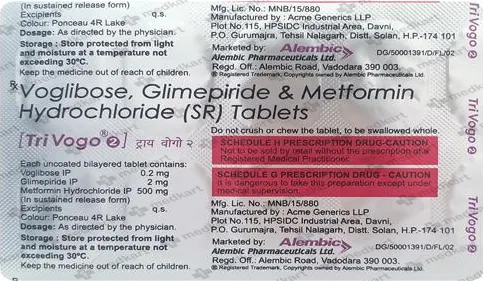 (In sustained release form)
Excipients q.s.
Colour: Ponceau 4R Lake
Dosage: As directed by the physician.
Storage : Store protected from light
and moisture at a temperature not
exceeding 30°C.
Keep the medicine out of reach of children.
Mfg. Lic. No.: MNB/15/880
Manufactured by : Acme Generics LLP
Plot No.115, HPSIDC Industrial Area, Davni,
P.O. Gurumajra, Tehsil Nalagarh, Distt. Solan, H.P.-174 101
Marketed by:
Alembic
Alembic Pharmaceuticals Ltd.
DG/50001391/D/FL/02
Regd. Off.: Alembic Road, Vadodara 390 003.
® Registered Trademark, Copyrights owned by Alembic Pharmaceuticals Ltd.
Rx
Voglibose, Glimepiride & Metformin
Hydrochloride (SR) Tablets
[TriVogo® 2] ट्राय वोगो २
Do not crush or chew the tablet, to be swallowed whole.
Each uncoated bilayered tablet contains:
Voglibose IP 0.2 mg
Glimepiride IP 2 mg
Metformin Hydrochloride IP 500 mg
(In sustained release form)
Excipients q.s.
Colour: Ponceau 4R Lake
Dosage: As directed by the physician.
Storage : Store protected from light
and moisture at a temperature not
exceeding 30°C.
Keep the medicine out of reach of children.
SCHEDULE H PRESCRIPTION DRUG-CAUTION
Not to be sold by retail without the prescription of a
Registered Medical Practitioner.
SCHEDULE G PRESCRIPTION DRUG - CAUTION
It is dangerous to take this preparation except under
medical supervision.
Mfg. Lic. No.: MNB/15/880
Manufactured by : Acme Generics LLP
Plot No.115, HPSIDC Industrial Area, Davni,
P.O. Gurumajra, Tehsil Nalagarh, Distt. Solan, H.P.-174 101
Marketed by:
Alembic
Alembic Pharmaceuticals Ltd.
DG/50001391/D/FL/02
Regd. Off.: Alembic Road, Vadodara 390 003.
® Registered Trademark, Copyrights owned by Alembic Pharmaceuticals Ltd.
TriVogo 2]
[TriVogo® 2]
[TriVogo